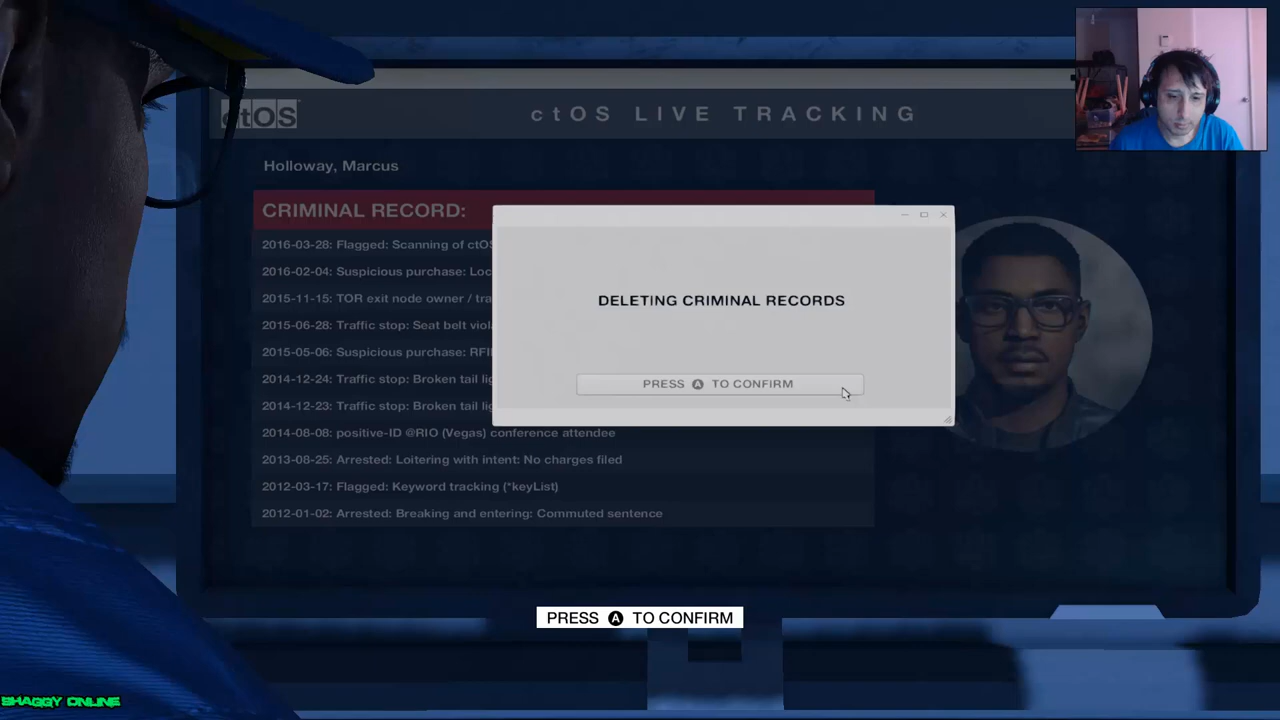 ctOS
ctOS LIVE TRACKING
Holloway, Marcus
CRIMINAL RECORD:
2016-03-28: Flagged: Scanning of ctOS
2016-02-04: Suspicious purchase: Loc
2015-11-15: TOR exit node owner / tra
2015-06-28: Traffic stop: Seat belt viol
2015-05-06: Suspicious purchase: RFI
2014-12-24: Traffic stop: Broken tail lig
2014-12-23: Traffic stop: Broken tail lig
2014-08-08: positive-ID @RIO (Vegas) conference attendee
2013-08-25: Arrested: Loitering with intent: No charges filed
2012-03-17: Flagged: Keyword tracking (*keyList)
2012-01-02: Arrested: Breaking and entering: Commuted sentence
DELETING CRIMINAL RECORDS
PRESS A TO CONFIRM
PRESS A TO CONFIRM
SHAGGY ONLINE